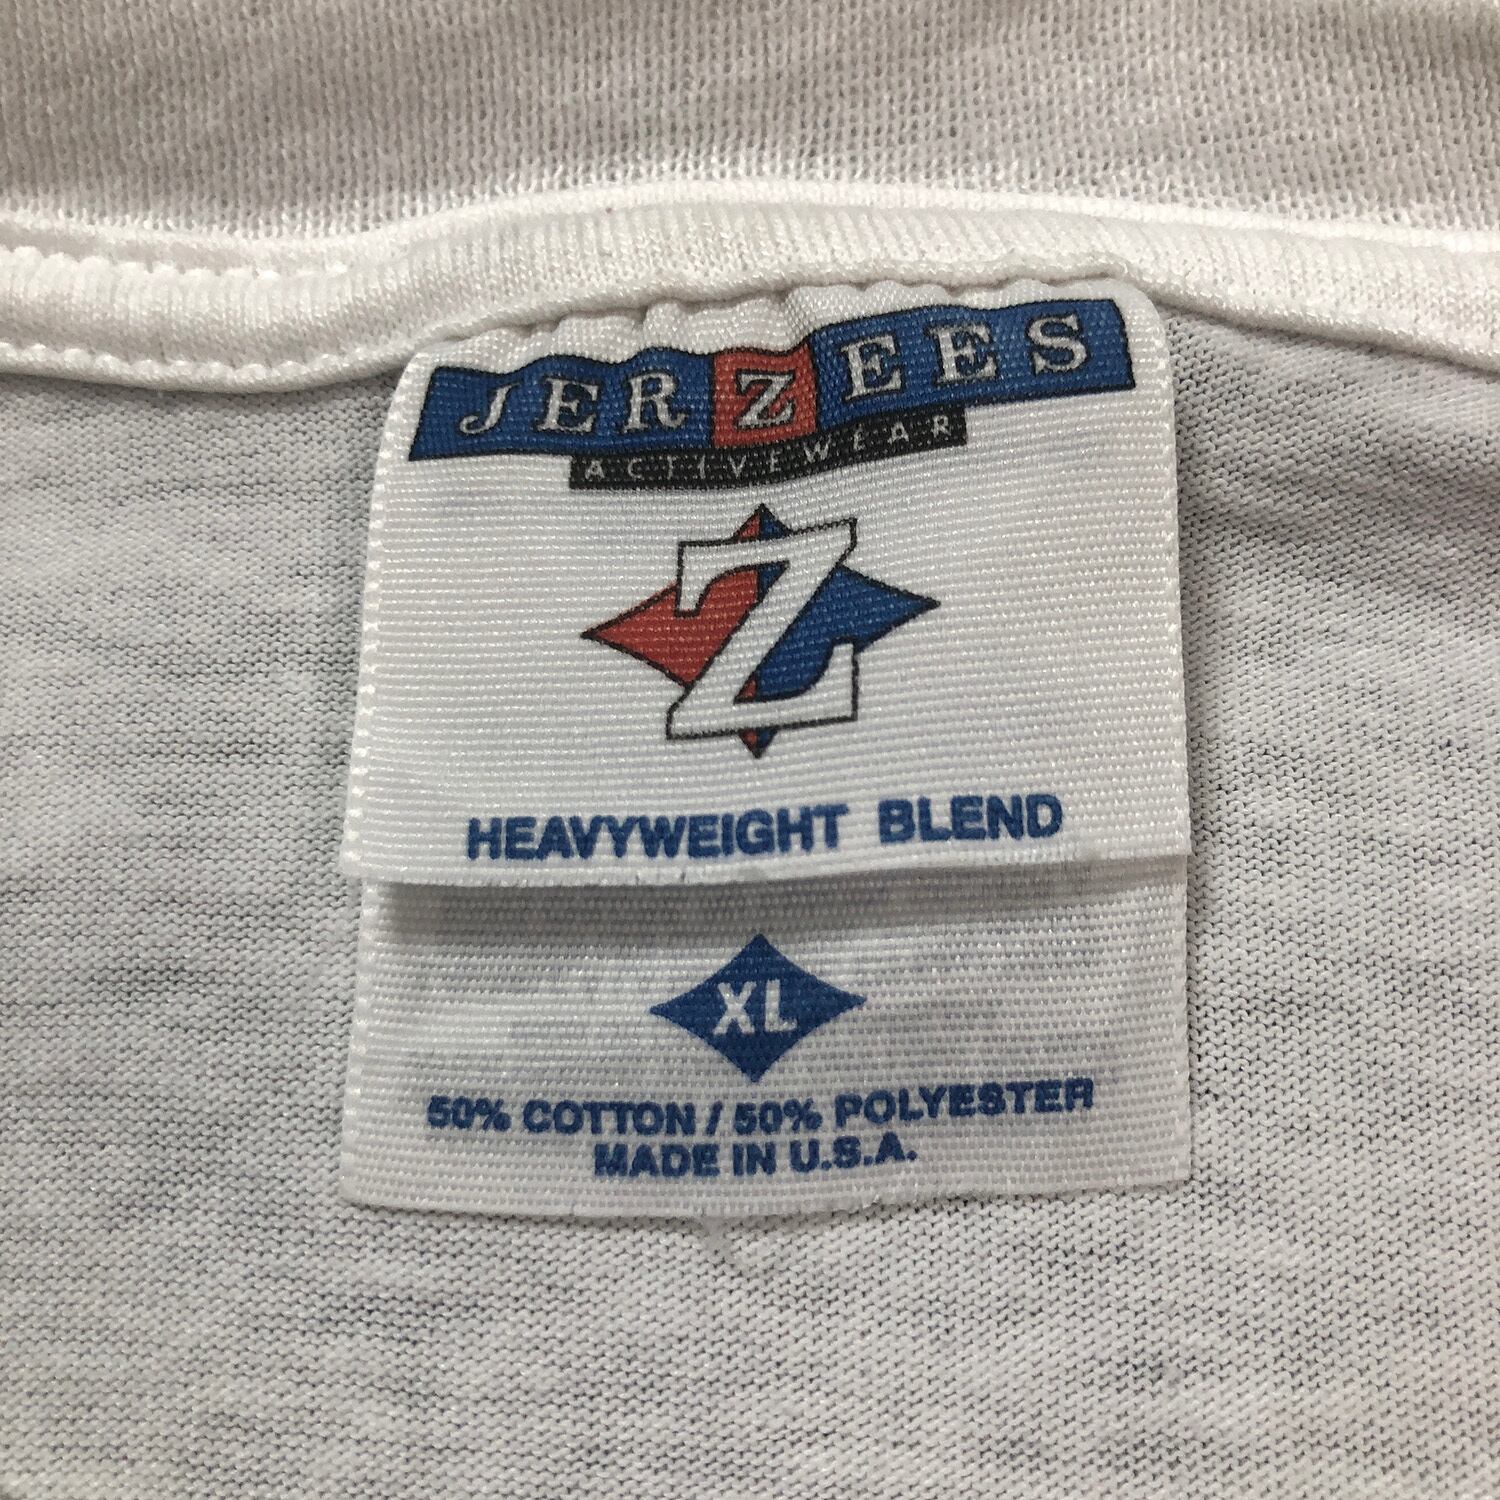 JERZEES
ACTIVEWEAR
Z
HEAVYWEIGHT BLEND
XL
50% COTTON / 50% POLYESTER
MADE IN U.S.A.